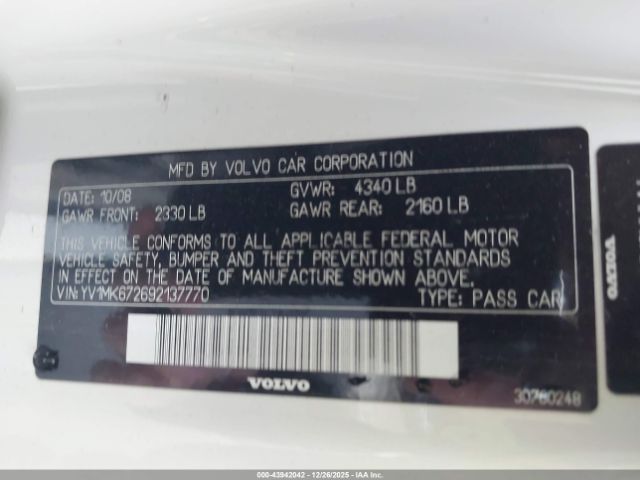 MFD BY VOLVO CAR CORPORATION
DATE: 10/08 GVWR: 4340 LB
GAWR FRONT: 2330 LB GAWR REAR: 2160 LB
THIS VEHICLE CONFORMS TO ALL APPLICABLE FEDERAL MOTOR
VEHICLE SAFETY, BUMPER AND THEFT PREVENTION STANDARDS
IN EFFECT ON THE DATE OF MANUFACTURE SHOWN ABOVE.
VIN: YV1MK672692137770 TYPE: PASS CAR
VOLVO 30780248
VOLVO
000-43942042 - 12/26/2025 - IAA, Inc.